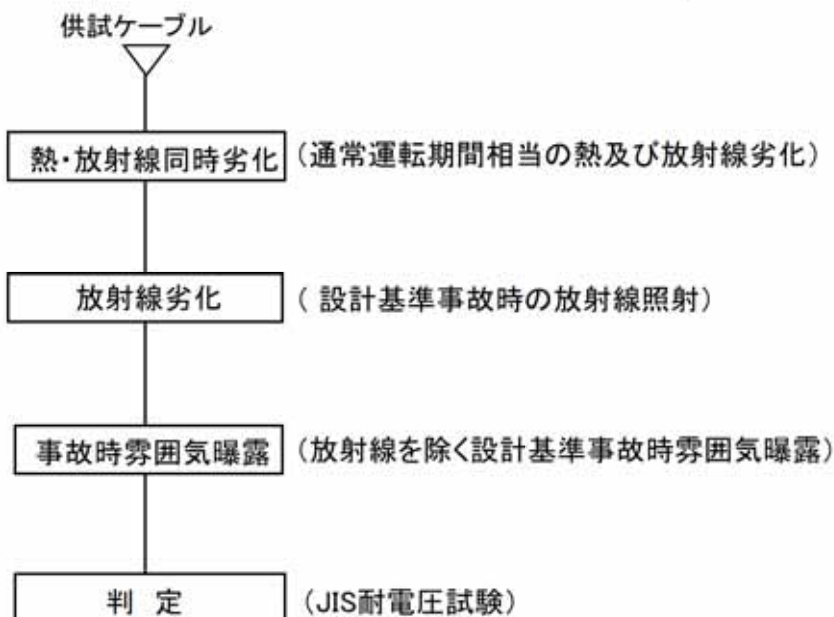 供試ケーブル
熱・放射線同時劣化 (通常運転期間相当の熱及び放射線劣化)
放射線劣化 ( 設計基準事故時の放射線照射)
事故時雰囲気曝露 (放射線を除く設計基準事故時雰囲気曝露)
判 定 (JIS耐電圧試験)